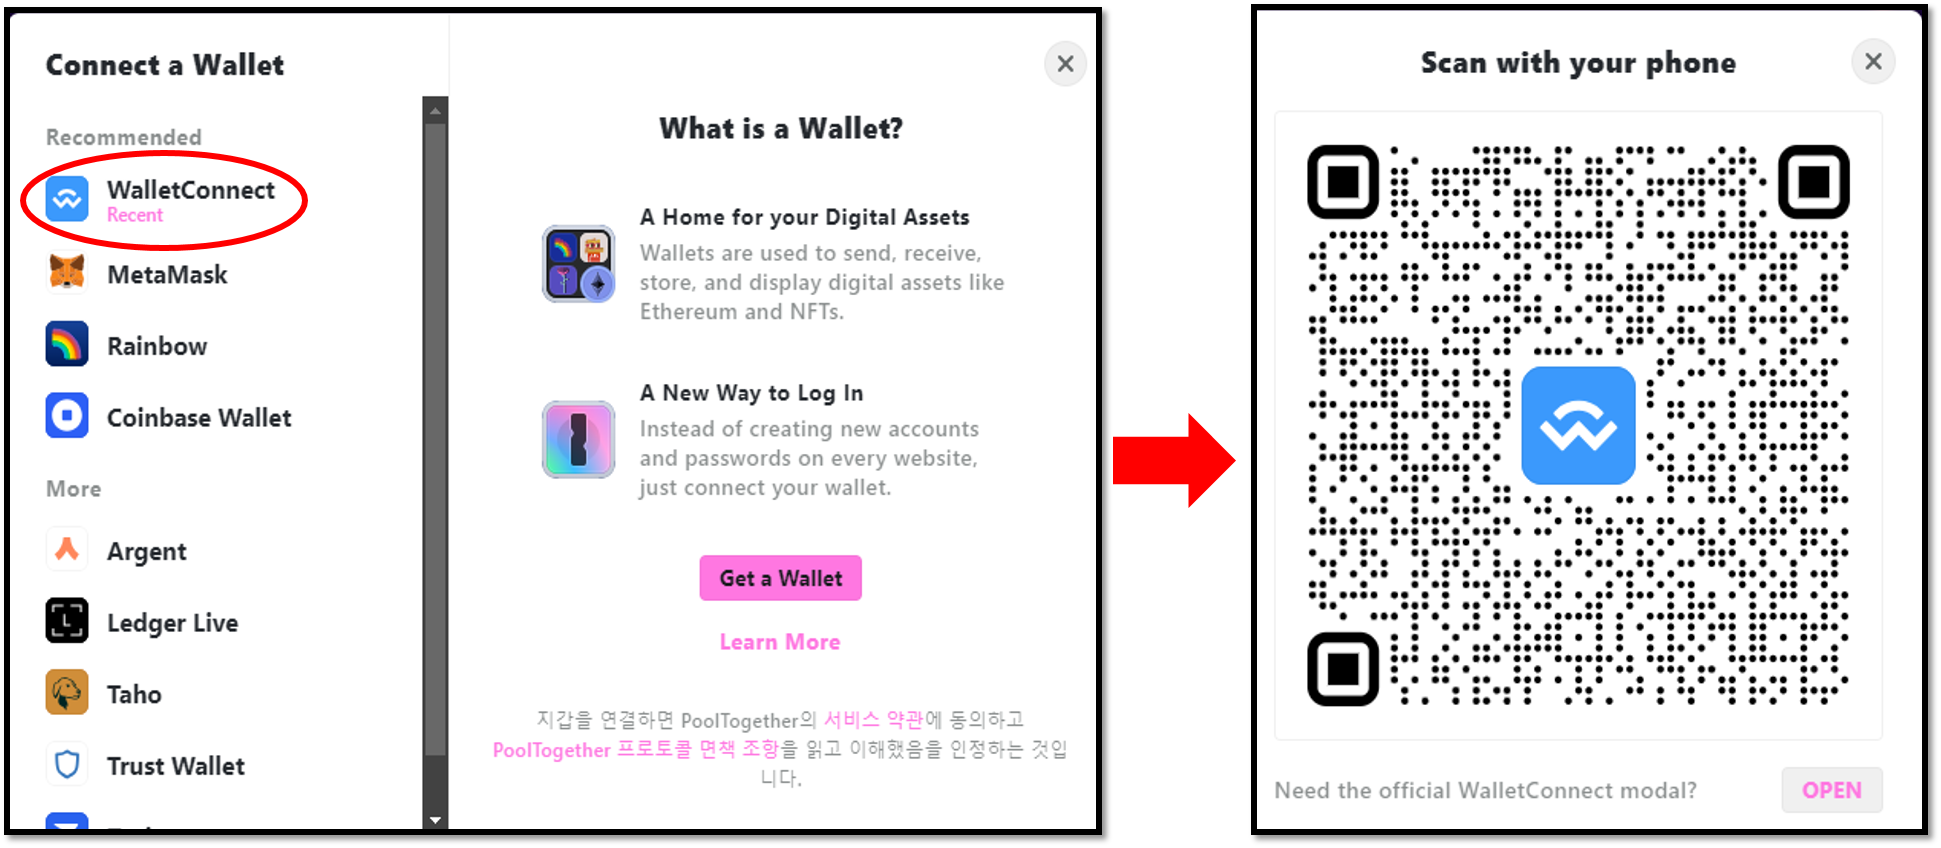 Connect a Wallet
Recommended
WalletConnect
Recent
MetaMask
Rainbow
Coinbase Wallet
More
Argent
Ledger Live
Taho
Trust Wallet
What is a Wallet?
A Home for your Digital Assets
Wallets are used to send, receive,
store, and display digital assets like
Ethereum and NFTs.
A New Way to Log In
Instead of creating new accounts
and passwords on every website,
just connect your wallet.
Get a Wallet
Learn More
지갑을 연결하면 PoolTogether의 서비스 약관에 동의하고
PoolTogether 프로토콜 면책 조항을 읽고 이해했음을 인정하는 것입
니다.
Scan with your phone
Need the official WalletConnect modal?
OPEN